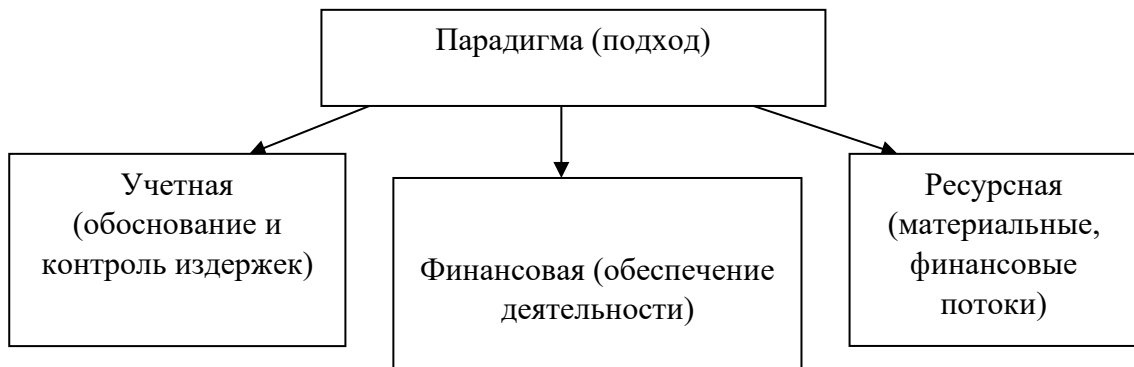 Парадигма (подход)
Учетная
(обоснование и
контроль издержек)
Финансовая (обеспечение
деятельности)
Ресурсная
(материальные,
финансовые
потоки)